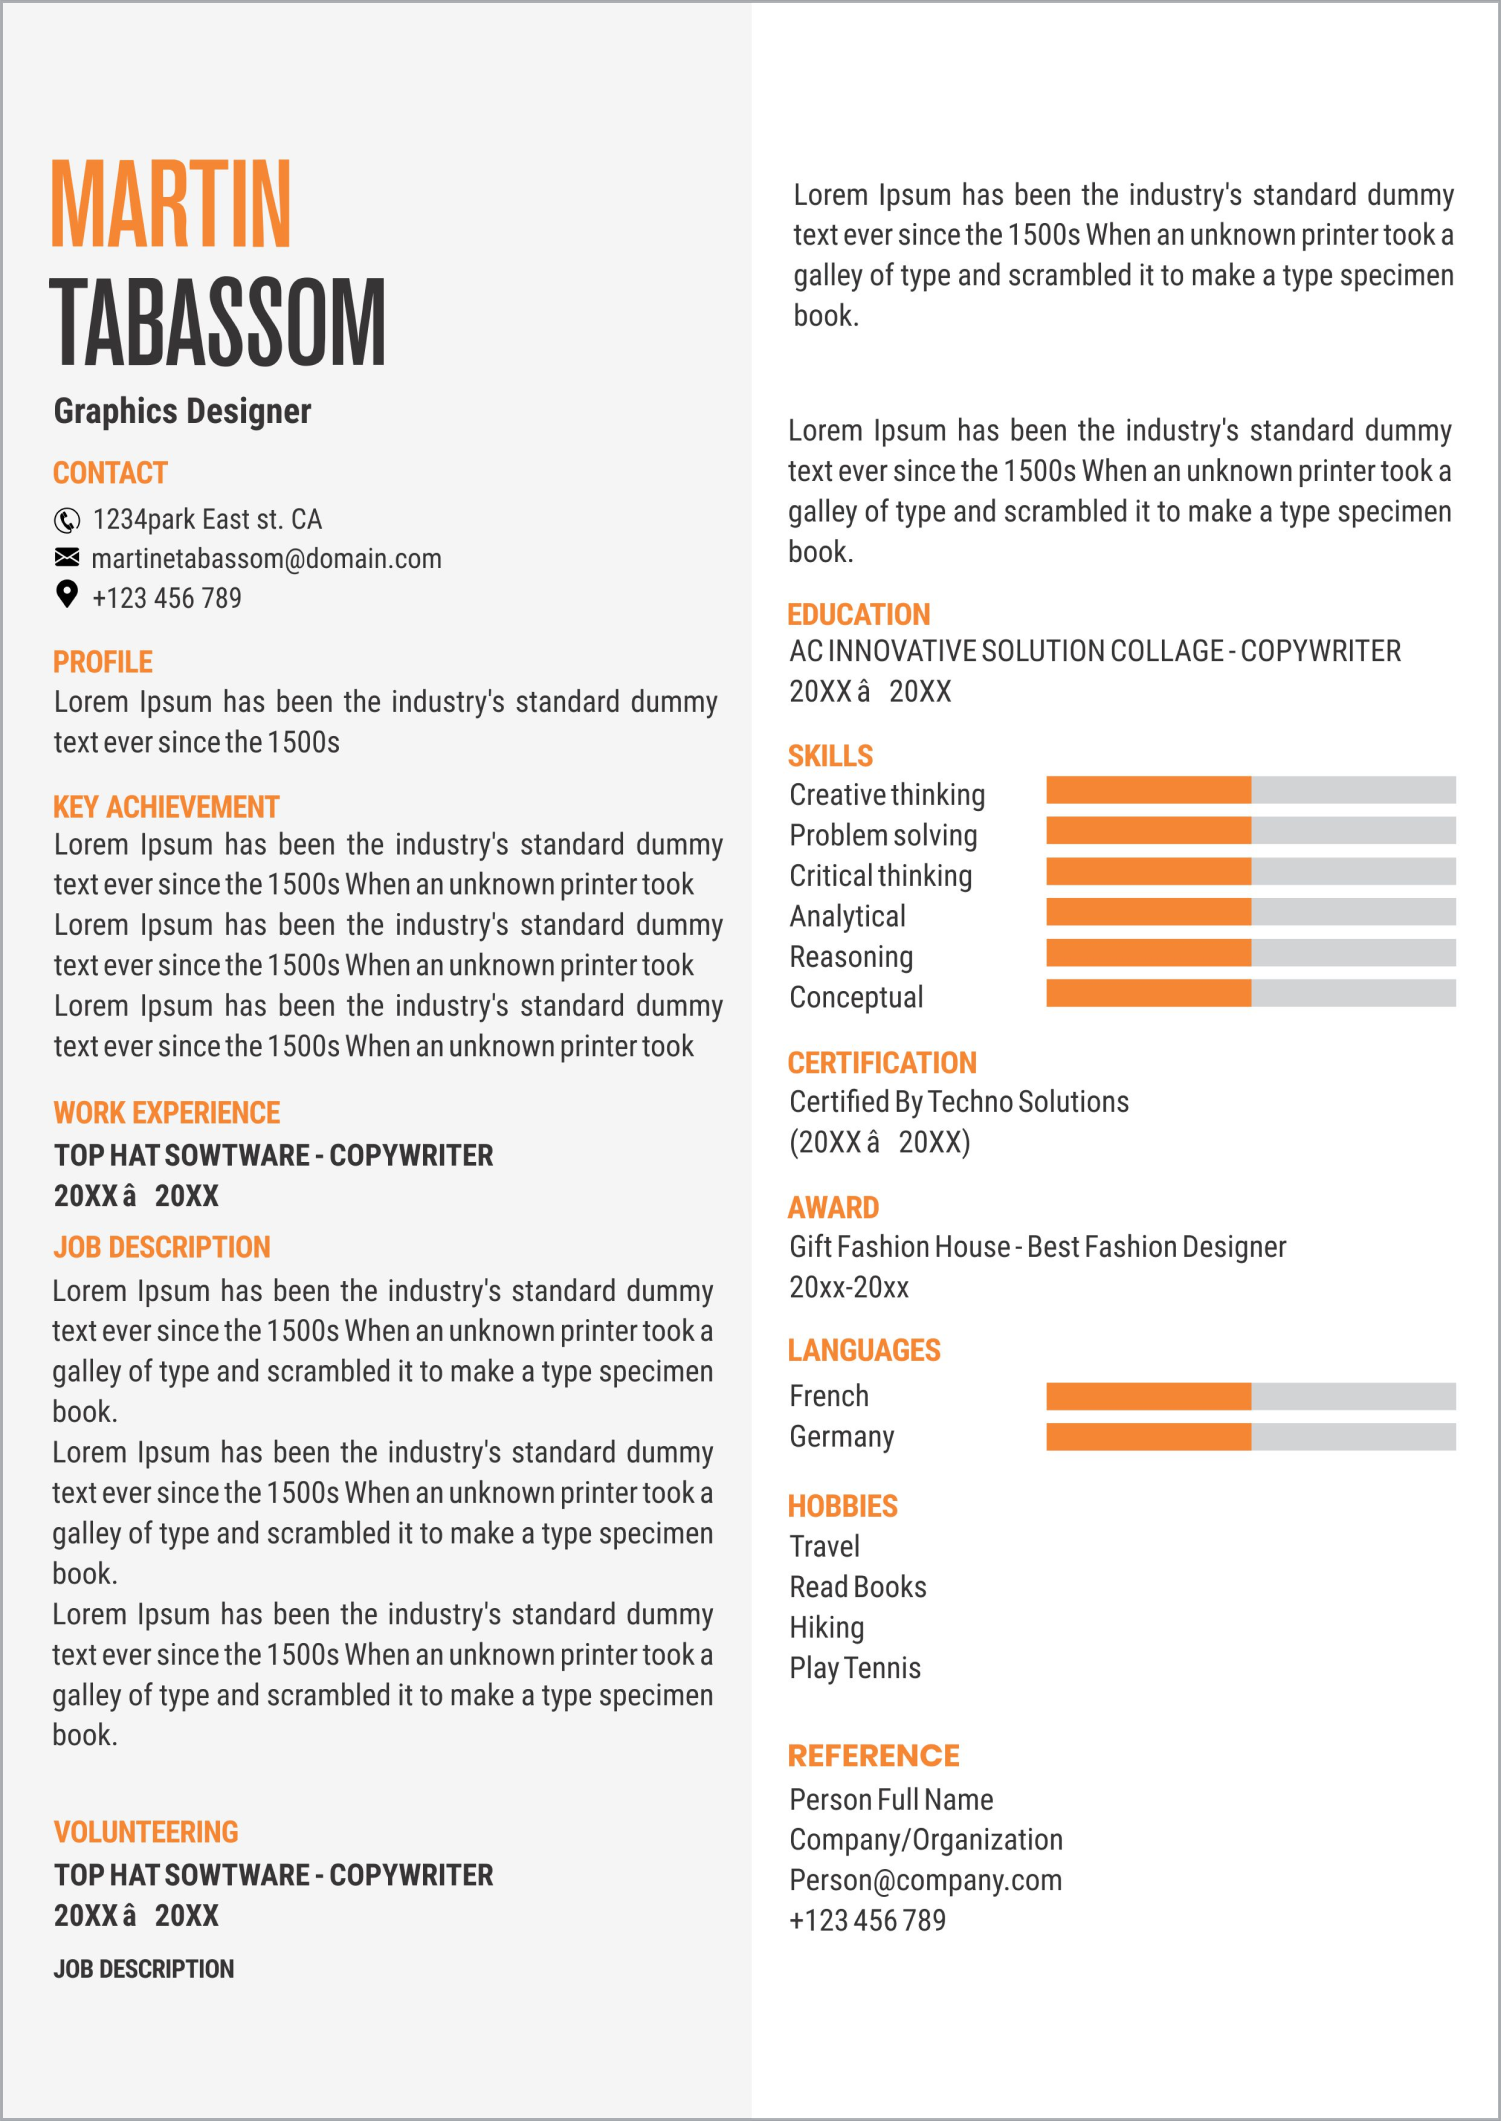 MARTIN
TABASSOM
Graphics Designer
CONTACT
1234park East st. CA
martinetabassom@domain.com
+123 456 789
PROFILE
Lorem Ipsum has been the industry's standard dummy
text ever since the 1500s
KEY ACHIEVEMENT
Lorem Ipsum has been the industry's standard dummy
text ever since the 1500s When an unknown printer took
Lorem Ipsum has been the industry's standard dummy
text ever since the 1500s When an unknown printer took
Lorem Ipsum has been the industry's standard dummy
text ever since the 1500s When an unknown printer took
WORK EXPERIENCE
TOP HAT SOWTWARE - COPYWRITER
20XX â 20XX
JOB DESCRIPTION
Lorem Ipsum has been the industry's standard dummy
text ever since the 1500s When an unknown printer took a
galley of type and scrambled it to make a type specimen
book.
Lorem Ipsum has been the industry's standard dummy
text ever since the 1500s When an unknown printer took a
galley of type and scrambled it to make a type specimen
book.
Lorem Ipsum has been the industry's standard dummy
text ever since the 1500s When an unknown printer took a
galley of type and scrambled it to make a type specimen
book.
VOLUNTEERING
TOP HAT SOWTWARE - COPYWRITER
20XX â 20XX
JOB DESCRIPTION
Lorem Ipsum has been the industry's standard dummy
text ever since the 1500s When an unknown printer took a
galley of type and scrambled it to make a type specimen
book.
Lorem Ipsum has been the industry's standard dummy
text ever since the 1500s When an unknown printer took a
galley of type and scrambled it to make a type specimen
book.
EDUCATION
AC INNOVATIVE SOLUTION COLLAGE - COPYWRITER
20XX â 20XX
SKILLS
Creative thinking
Problem solving
Critical thinking
Analytical
Reasoning
Conceptual
CERTIFICATION
Certified By Techno Solutions
(20XX â 20XX)
AWARD
Gift Fashion House - Best Fashion Designer
20xx-20xx
LANGUAGES
French
Germany
HOBBIES
Travel
Read Books
Hiking
Play Tennis
REFERENCE
Person Full Name
Company/Organization
Person@company.com
+123 456 789